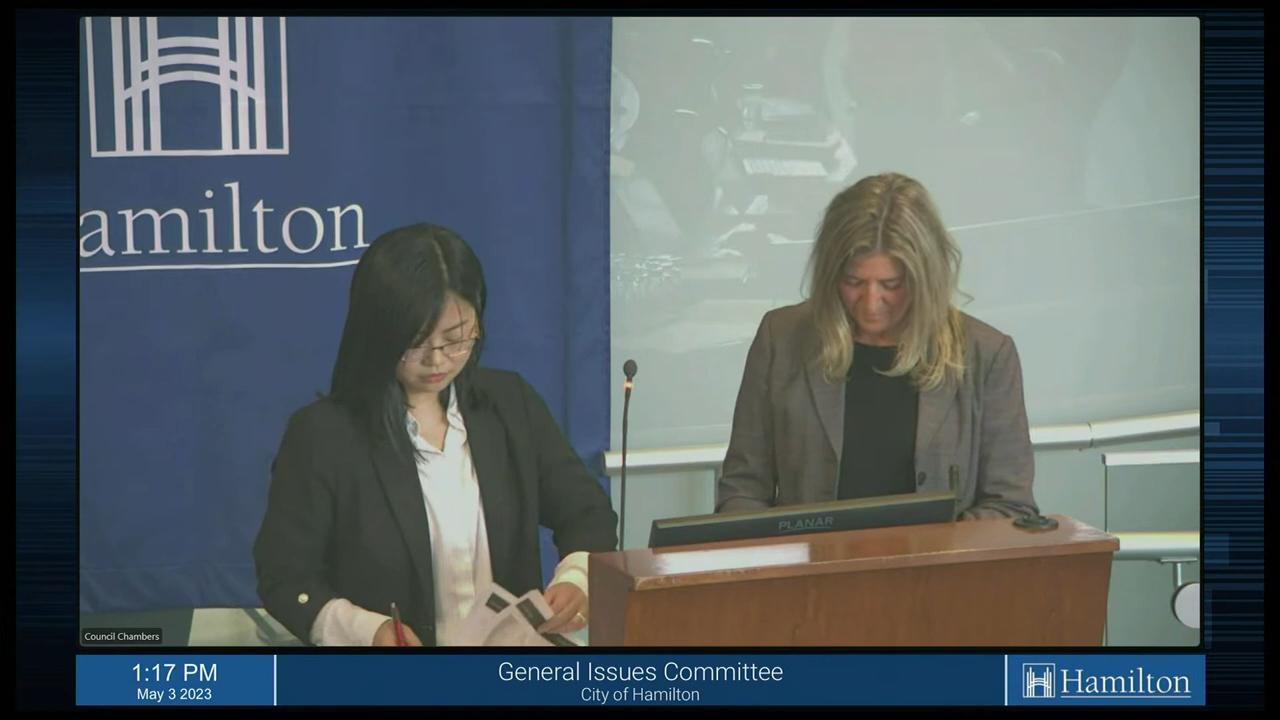 amilton
PLANAR
Council Chambers
1:17 PM
May 3 2023
General Issues Committee
City of Hamilton
Hamilton